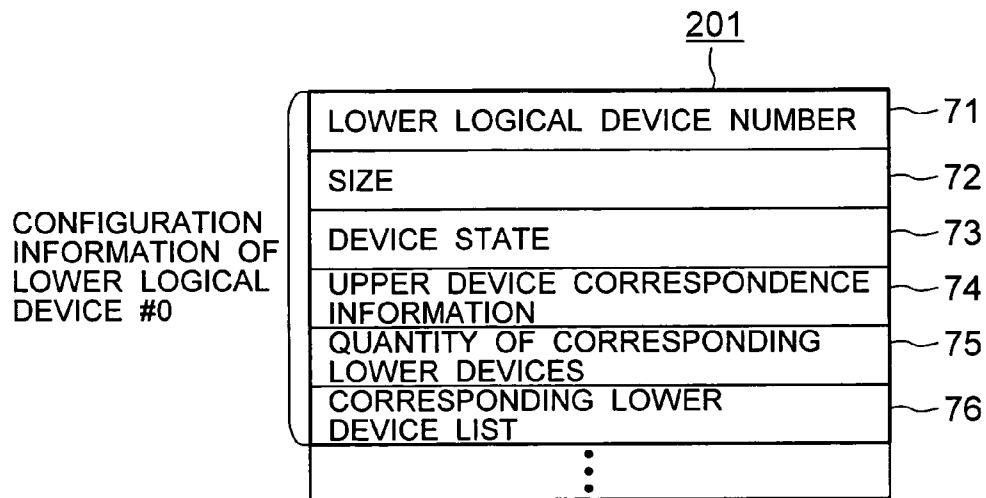 201
LOWER LOGICAL DEVICE NUMBER
71
SIZE
72
DEVICE STATE
73
UPPER DEVICE CORRESPONDENCE
INFORMATION
74
QUANTITY OF CORRESPONDING
LOWER DEVICES
75
CORRESPONDING LOWER
DEVICE LIST
76
CONFIGURATION
INFORMATION OF
LOWER LOGICAL
DEVICE #0